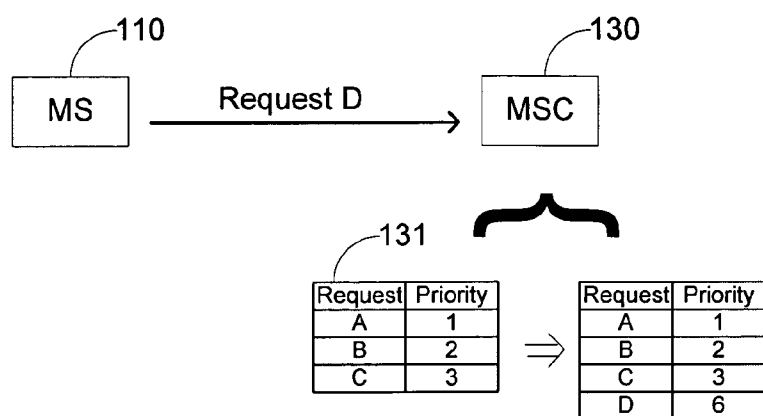 110
130
MS
Request D
MSC
131
Request Priority
A 1
B 2
C 3
Request Priority
A 1
B 2
C 3
D 6